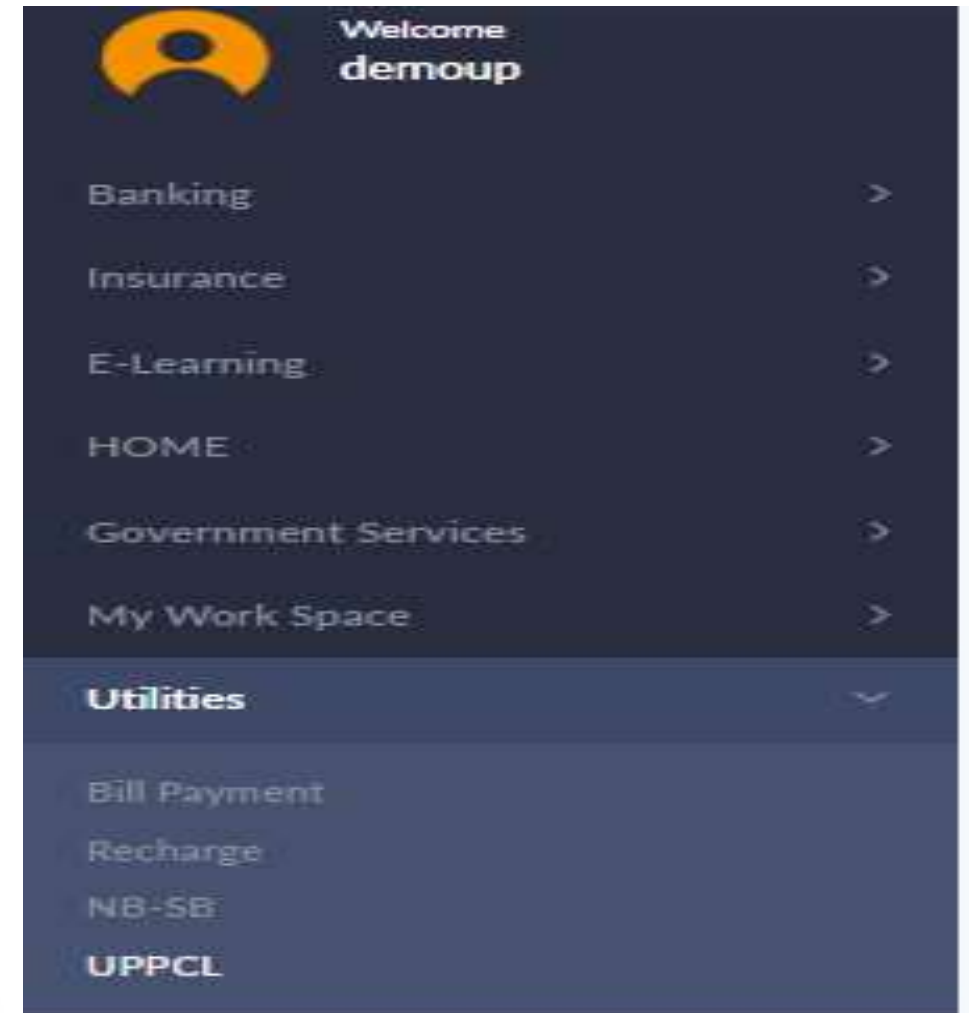 Welcome
demoup
Banking
Insurance
E-Learning
HOME
Government Services
My Work Space
Utilities
Bill Payment
Recharge
NB-SB
UPPCL